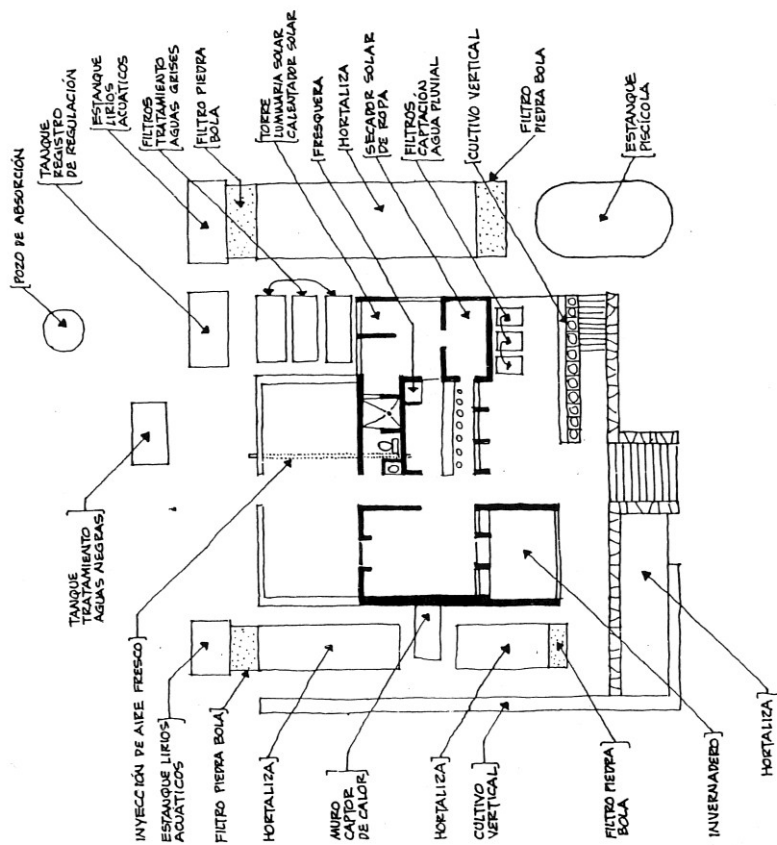 POZO DE ABSORCIÓN
TANQUE
REGISTRO
DE REGULACIÓN
ESTANQUE
LIRIOS
ACUÁTICOS
FILTROS
TRATAMIENTO
AGUAS GRISES
FILTRO PIEDRA
BOLA
TORRE
LUMINARIA SOLAR
CALENTADOR SOLAR
FRESQUERA
HORTALIZA
SECADOR SOLAR
DE ROPA
FILTROS
CAPTACIÓN
AGUA PLUVIAL
CULTIVO VERTICAL
FILTRO
PIEDRA BOLA
ESTANQUE
PISCÍCOLA
TANQUE
TRATAMIENTO
AGUAS NEGRAS
INYECCIÓN DE AIRE FRESCO
ESTANQUE LIRIOS
ACUÁTICOS
FILTRO PIEDRA BOLA
HORTALIZA
MURO
CAPTOR
DE CALOR
HORTALIZA
CULTIVO
VERTICAL
FILTRO PIEDRA
BOLA
INVERNADERO
HORTALIZA